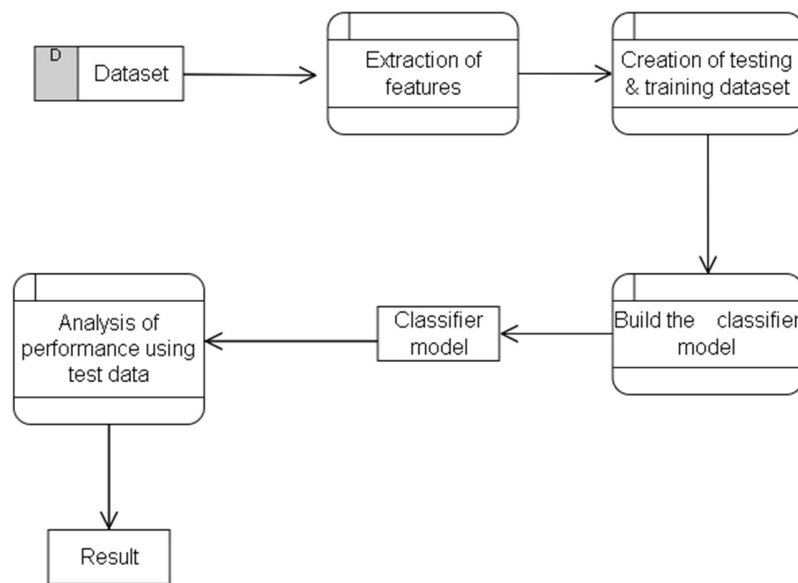 D
Dataset
Extraction of
features
Creation of testing
& training dataset
Build the classifier
model
Classifier
model
Analysis of
performance using
test data
Result